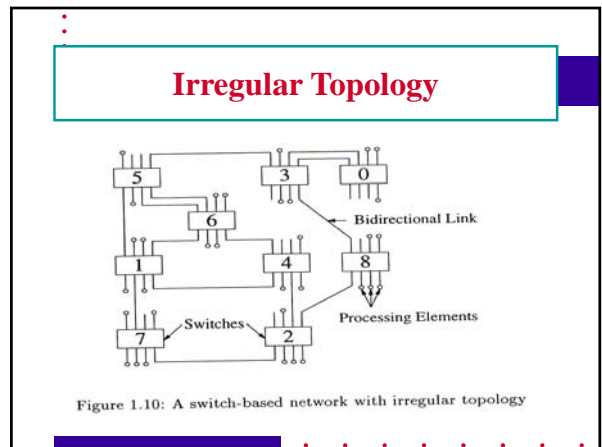 Irregular Topology
5
3
0
6
Bidirectional Link
1
4
8
Switches
Processing Elements
7
2
Figure 1.10: A switch-based network with irregular topology